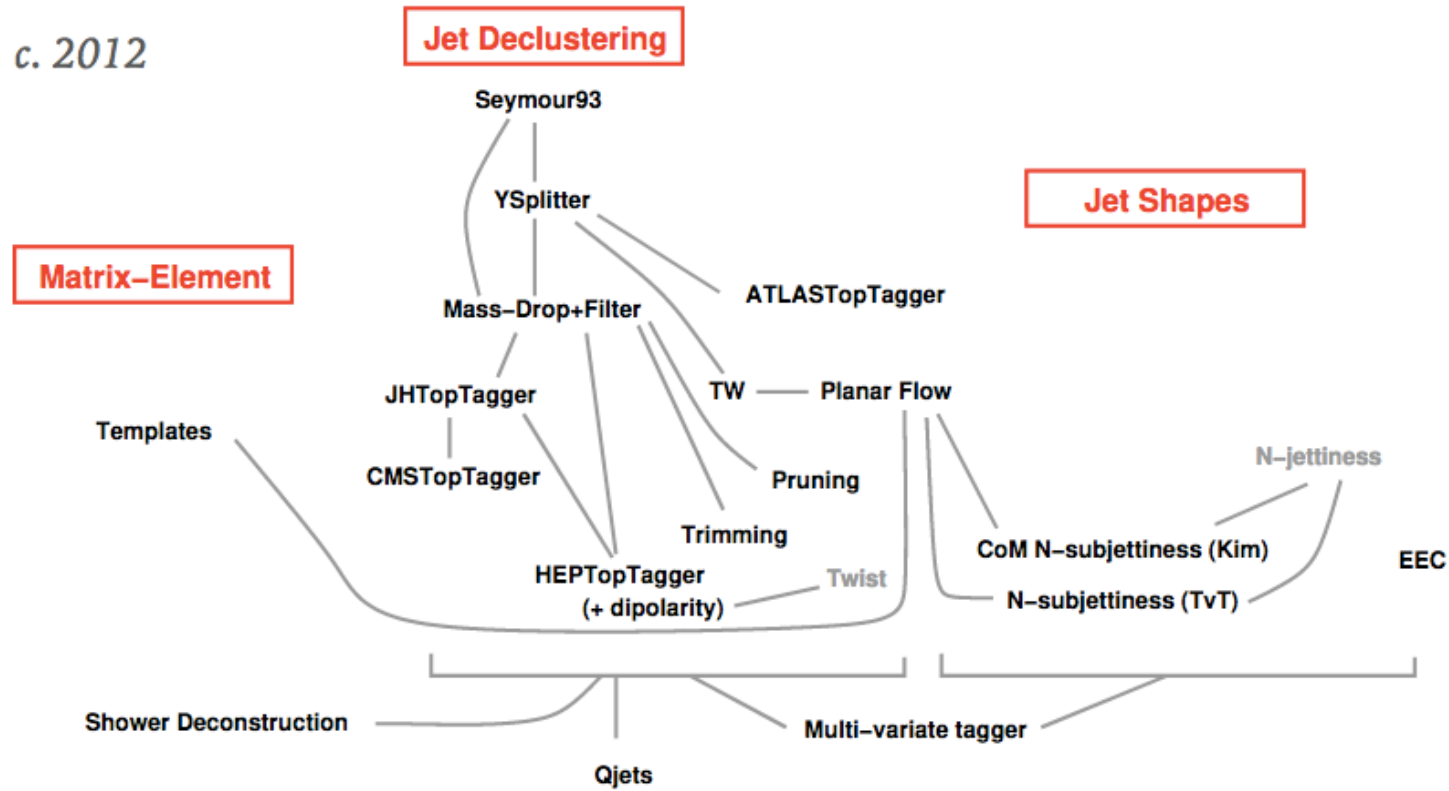 c. 2012
Jet Declustering
Seymour93
YSplitter
Jet Shapes
Matrix–Element
ATLASTopTagger
Mass–Drop+Filter
JHTopTagger
TW
Planar Flow
Templates
N–jettiness
CMSTopTagger
Pruning
Trimming
CoM N–subjettiness (Kim)
EEC
HEPTopTagger
(+ dipolarity)
Twist
N–subjettiness (TvT)
Shower Deconstruction
Multi–variate tagger
Qjets